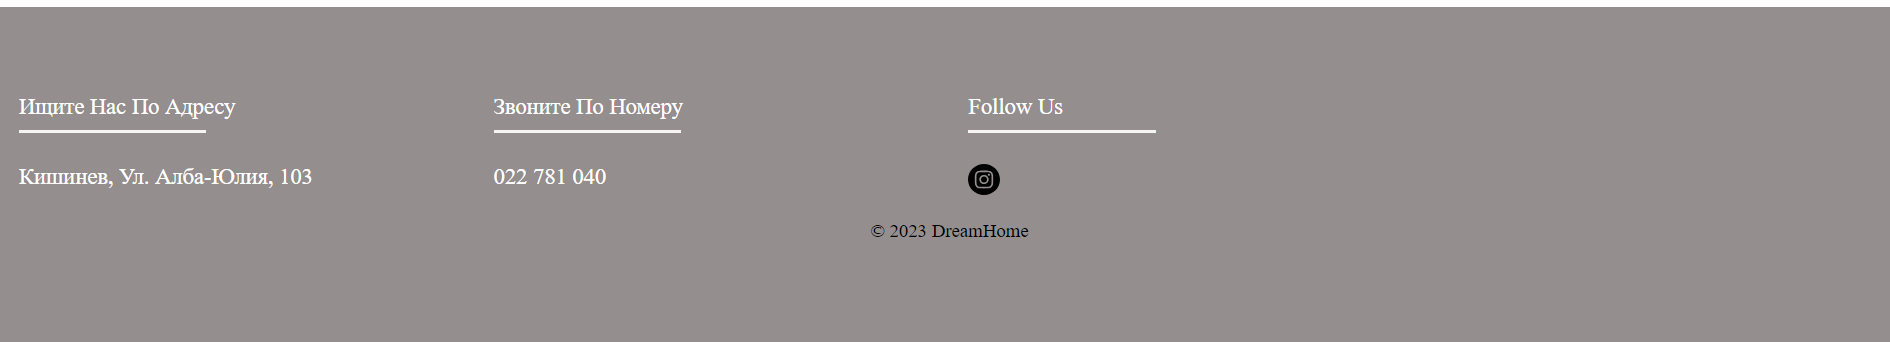 Ищите Нас По Адресу
Кишинев, Ул. Алба-Юлия, 103
Звоните По Номеру
022 781 040
Follow Us
© 2023 DreamHome